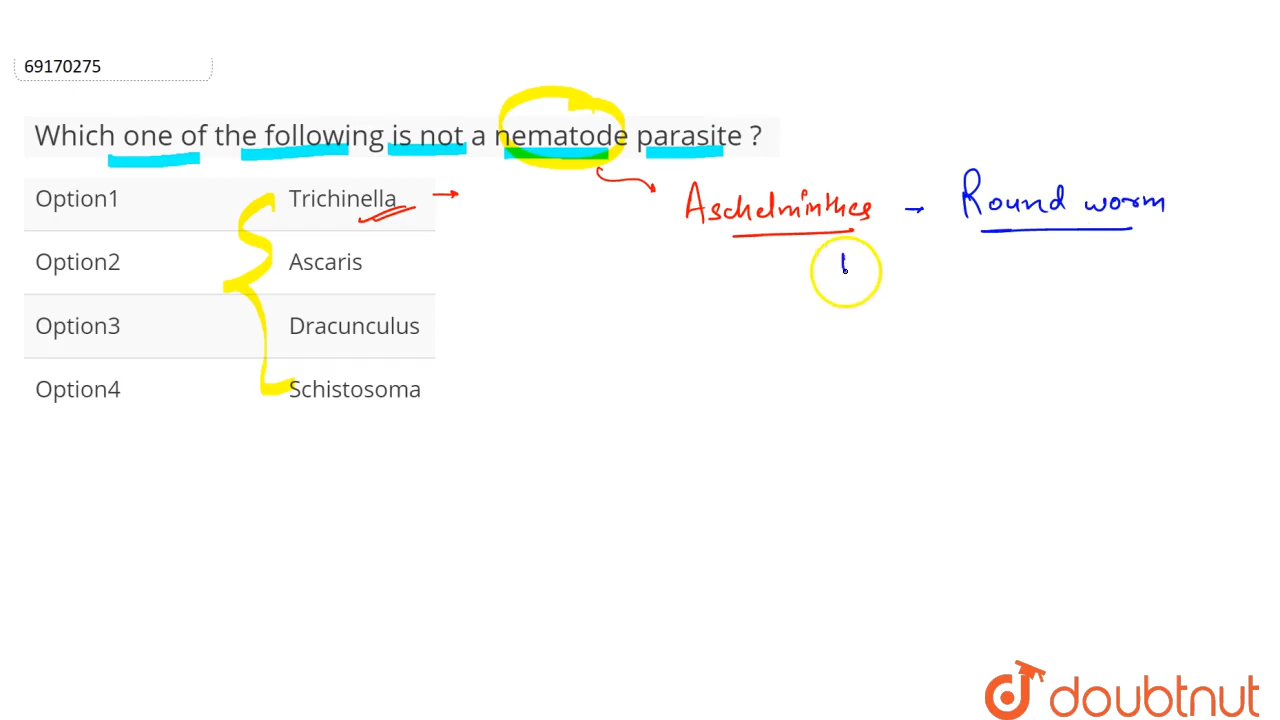 69170275
Which one of the following is not a nematode parasite ?
Option1 Trichinella →
Aschelminthes - Round worm
Option2 Ascaris
Option3 Dracunculus
Option4 Schistosoma
doubtnut